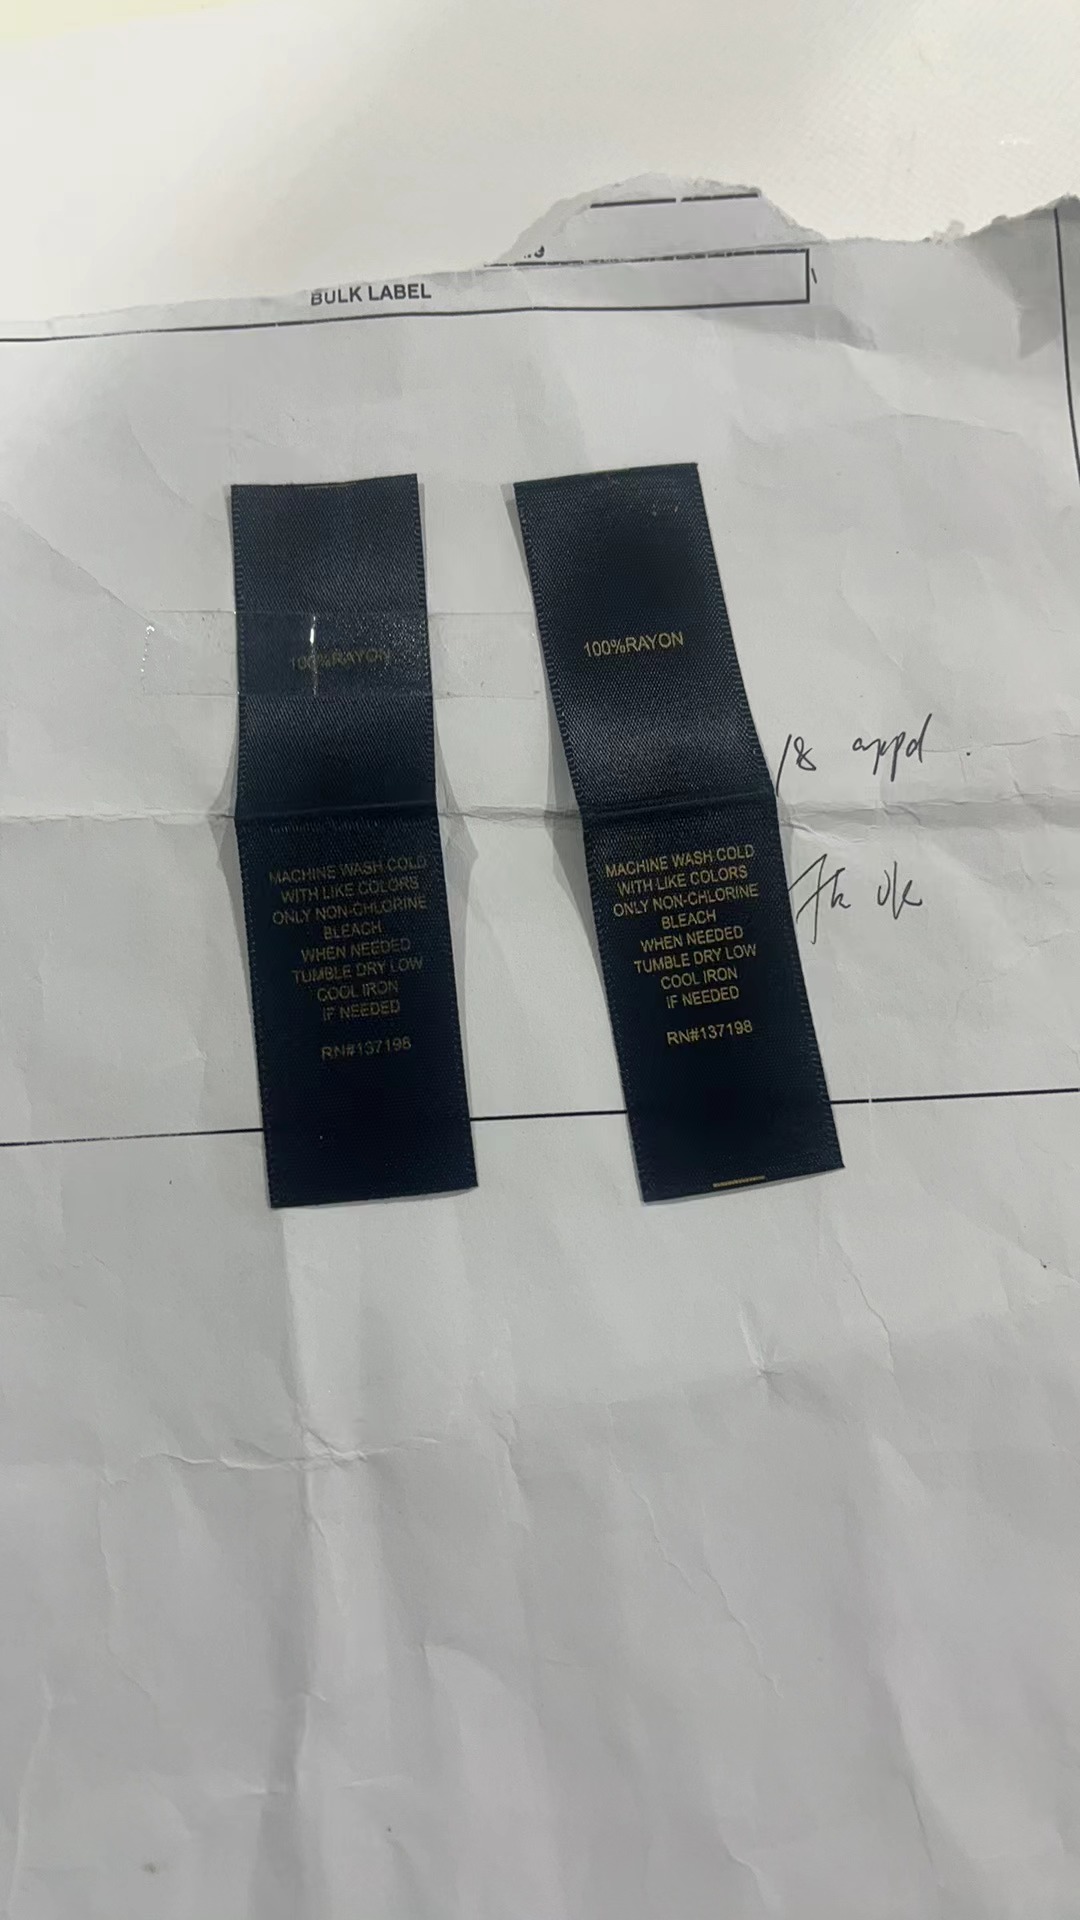 BULK LABEL
100%RAYON
MACHINE WASH COLD
WITH LIKE COLORS
ONLY NON-CHLORINE
BLEACH
WHEN NEEDED
TUMBLE DRY LOW
COOL IRON
IF NEEDED
RN#137198
100%RAYON
MACHINE WASH COLD
WITH LIKE COLORS
ONLY NON-CHLORINE
BLEACH
WHEN NEEDED
TUMBLE DRY LOW
COOL IRON
IF NEEDED
RN#137198
appd.
ok